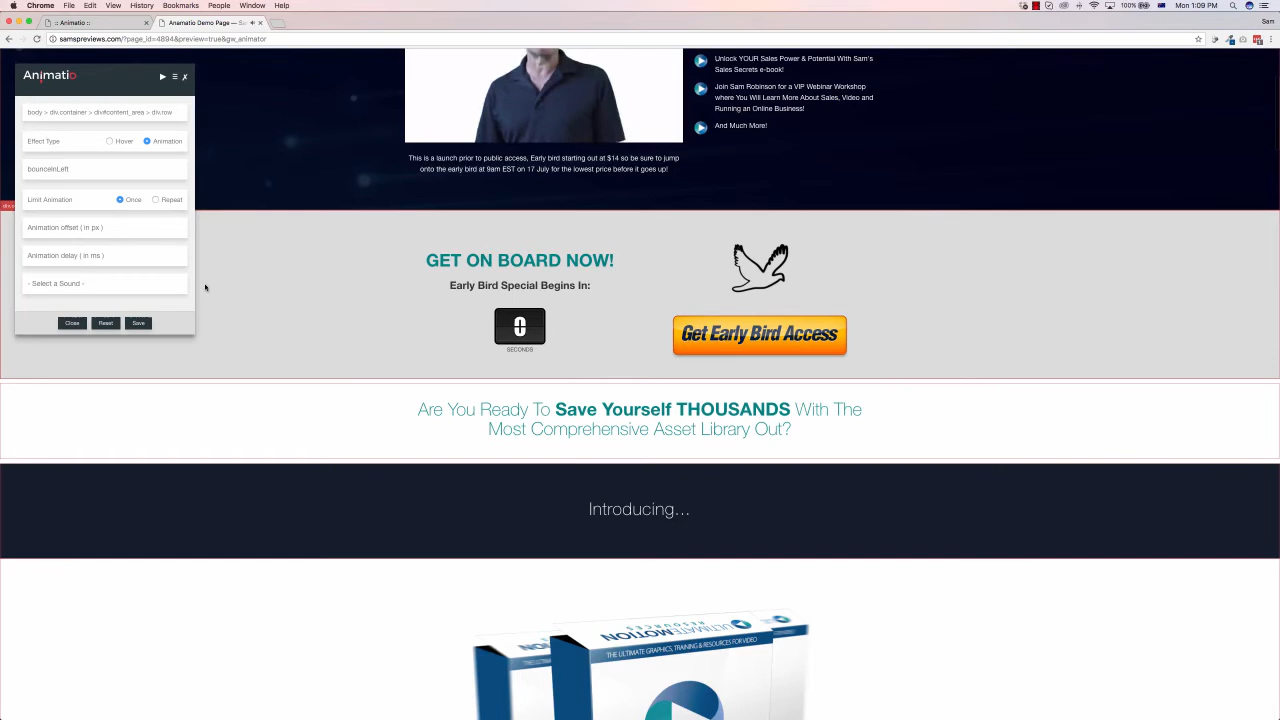 Chrome File Edit View History Bookmarks People Window Help
100% Mon 1:09 PM
:: Animatio ::
Animatio Demo Page —
Sam
samspreviews.com/?page_id=4894&preview=true&gw_animator
Animatio
body > div.container > div#content_area > div.row
Effect Type Hover Animation
bounceInLeft
Limit Animation Once Repeat
Animation offset ( in px )
Animation delay ( in ms )
- Select a Sound -
Close Reset Save
Unlock YOUR Sales Power & Potential With Sam's
Sales Secrets e-book!
Join Sam Robinson for a VIP Webinar Workshop
where You Will Learn More About Sales, Video and
Running an Online Business!
And Much More!
This is a launch prior to public access, Early bird starting out at $14 so be sure to jump
onto the early bird at 9am EST on 17 July for the lowest price before it goes up!
GET ON BOARD NOW!
Early Bird Special Begins In:
0
SECONDS
Get Early Bird Access
Are You Ready To Save Yourself THOUSANDS With The
Most Comprehensive Asset Library Out?
Introducing...
ULTIMATEMOTION
RESOURCES
THE ULTIMATE GRAPHICS, TRAINING & RESOURCES FOR VIDEO